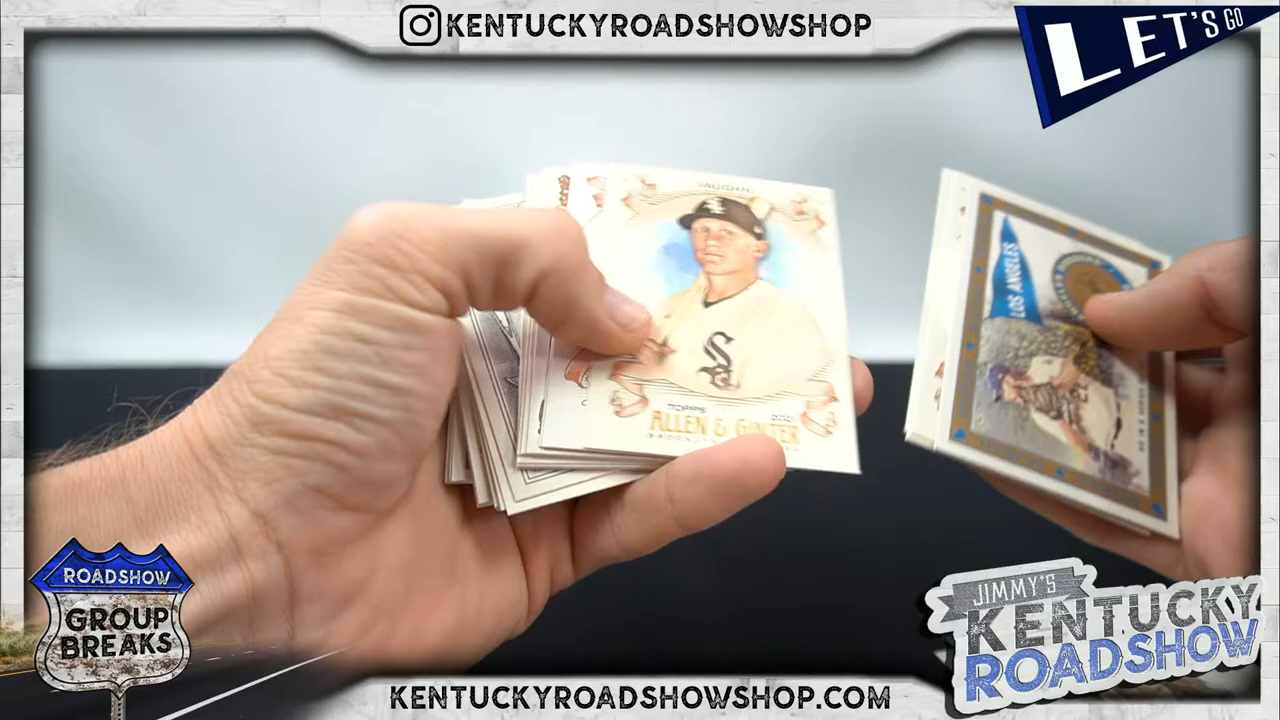 KENTUCKYROADSHOWSHOP
LET'S GO
VAUGHN
LOS ANGELES
TOPPS
2021
ALLEN & GINTER
ROADSHOW
GROUP
BREAKS
JIMMY'S
KENTUCKY
ROADSHOW
KENTUCKYROADSHOWSHOP.COM